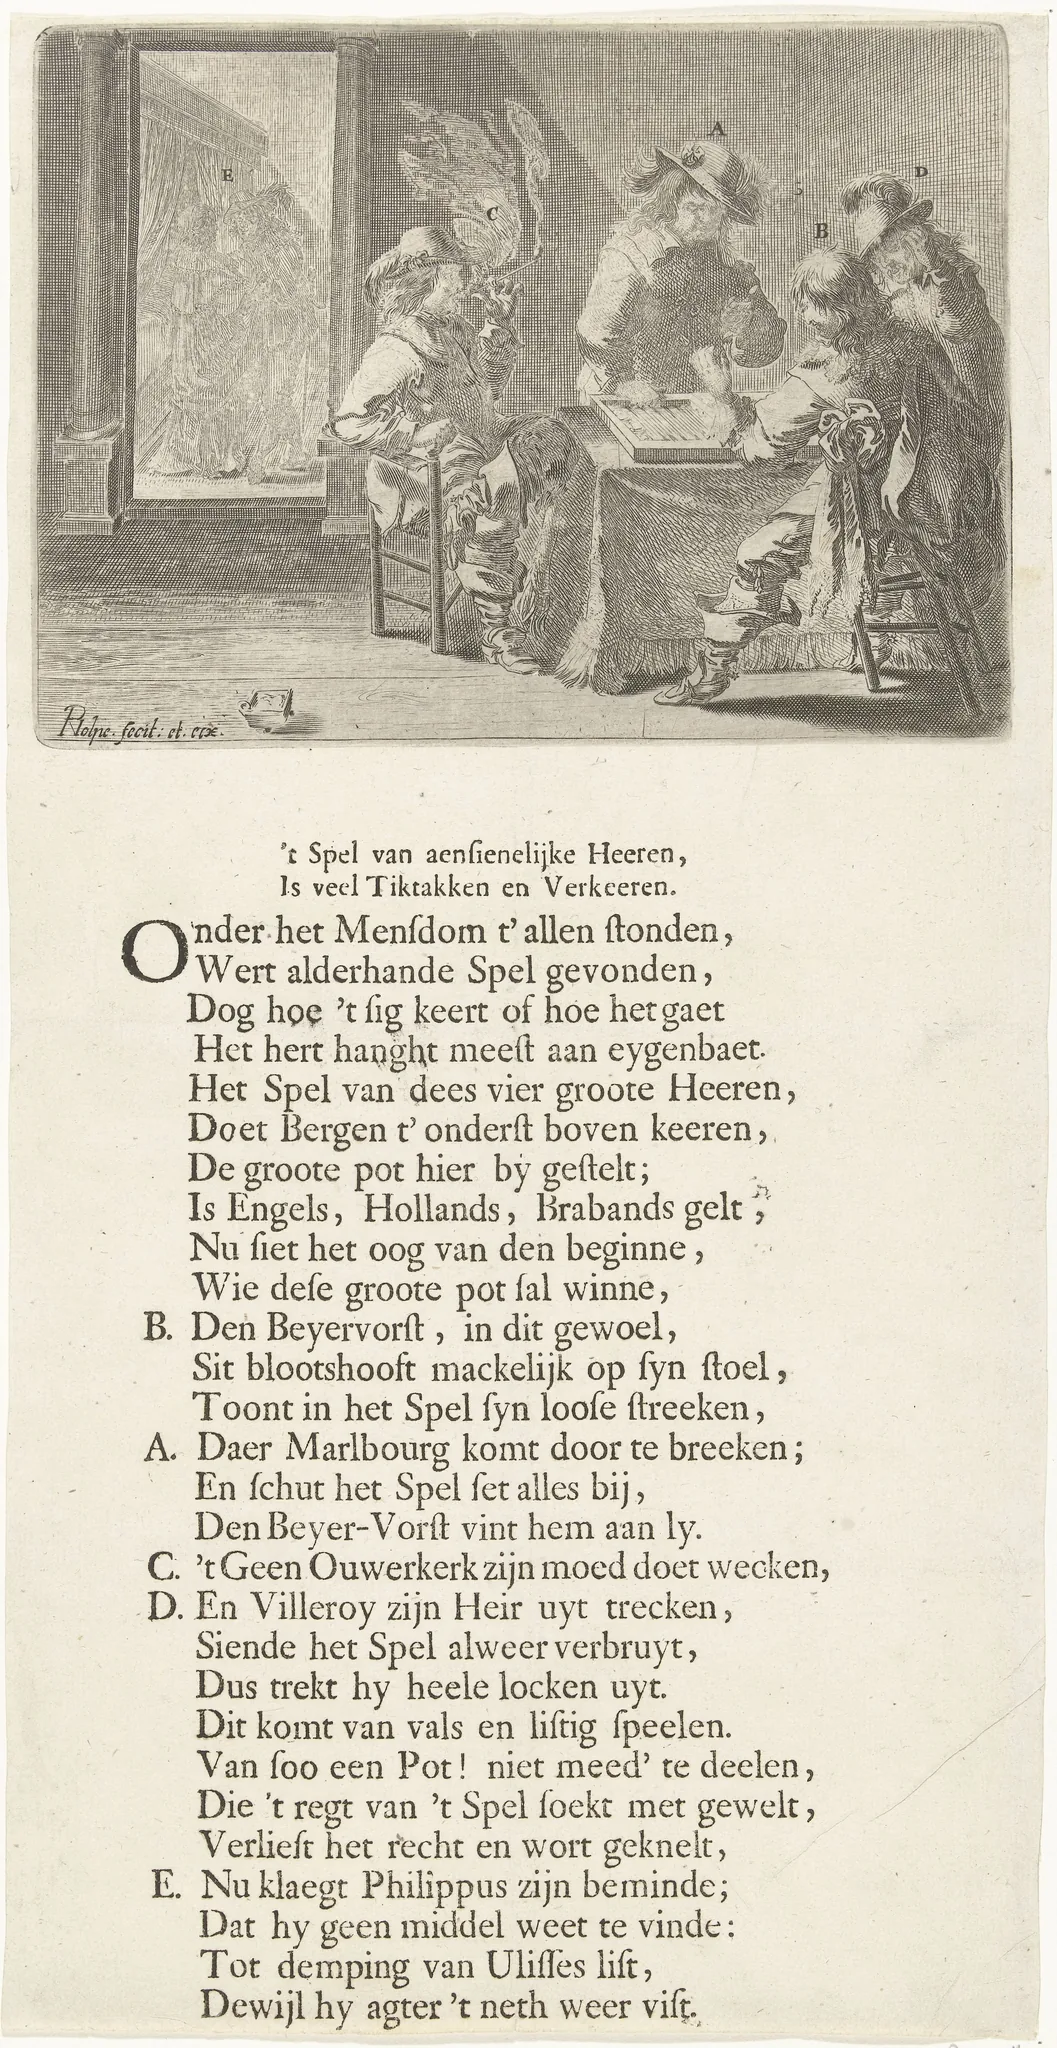 E
C
A
B
D
5
P Nolpe. fecit: et. exc.
't Spel van aenſienelijke Heeren,
Is veel Tiktakken en Verkeeren.
Onder het Menſdom t' allen ſtonden,
Wert alderhande Spel gevonden,
Dog hoe 't ſig keert of hoe het gaet
Het hert hanght meeſt aan eygenbaet.
Het Spel van dees vier groote Heeren,
Doet Bergen t' onderſt boven keeren,
De groote pot hier by geſtelt;
Is Engels, Hollands, Brabands gelt,
Nu ſiet het oog van den beginne,
Wie deſe groote pot ſal winne,
B. Den Beyervorſt, in dit gewoel,
Sit blootshooft mackelijk op ſyn ſtoel,
Toont in het Spel ſyn looſe ſtreeken,
A. Daer Marlbourg komt door te breeken;
En ſchut het Spel ſet alles bij,
Den Beyer-Vorſt vint hem aan ly.
C. 't Geen Ouwerkerk zijn moed doet wecken,
D. En Villeroy zijn Heir uyt trecken,
Siende het Spel alweer verbruyt,
Dus trekt hy heele locken uyt.
Dit komt van vals en liſtig ſpeelen.
Van ſoo een Pot! niet meed' te deelen,
Die 't regt van 't Spel ſoekt met gewelt,
Verlieſt het recht en wort geknelt,
E. Nu klaegt Philippus zijn beminde;
Dat hy geen middel weet te vinde:
Tot demping van Uliſſes liſt,
Dewijl hy agter 't neth weer viſt.